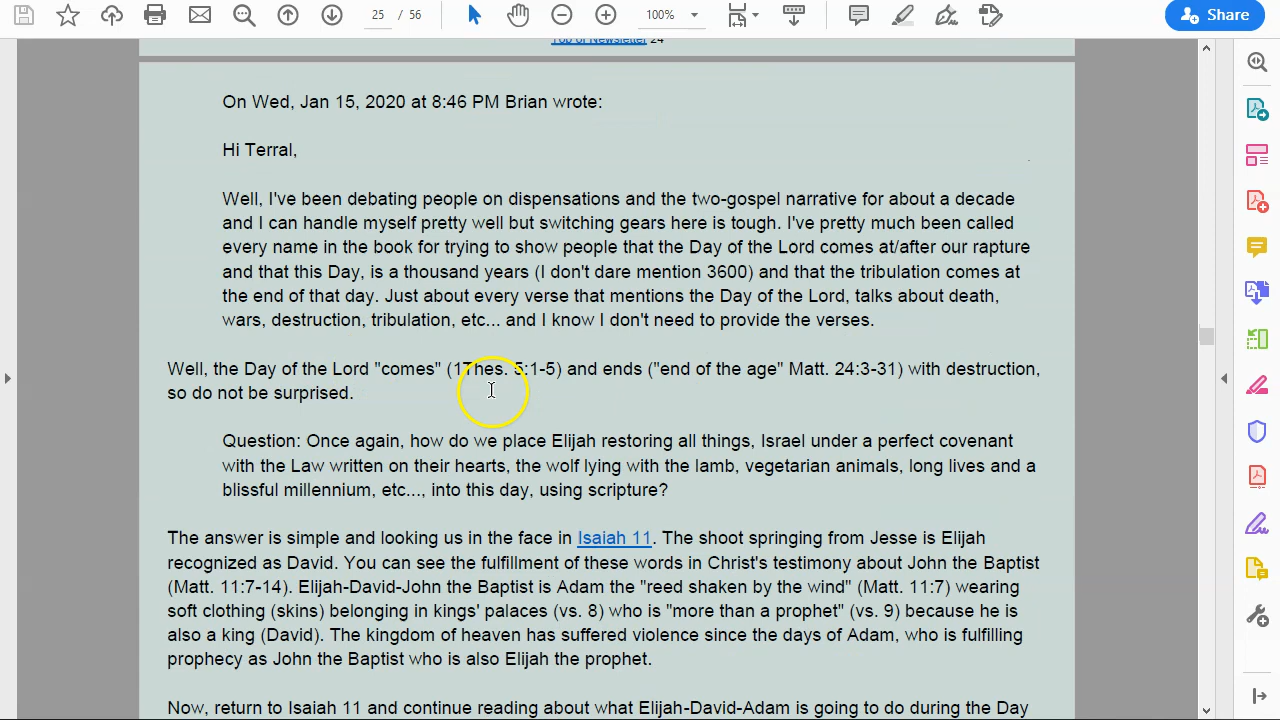 25 / 56
100%
Share
Top of Newsletter 24
On Wed, Jan 15, 2020 at 8:46 PM Brian wrote:
Hi Terral,
Well, I've been debating people on dispensations and the two-gospel narrative for about a decade
and I can handle myself pretty well but switching gears here is tough. I've pretty much been called
every name in the book for trying to show people that the Day of the Lord comes at/after our rapture
and that this Day, is a thousand years (I don't dare mention 3600) and that the tribulation comes at
the end of that day. Just about every verse that mentions the Day of the Lord, talks about death,
wars, destruction, tribulation, etc... and I know I don't need to provide the verses.
Well, the Day of the Lord "comes" (1Thes. 5:1-5) and ends ("end of the age" Matt. 24:3-31) with destruction,
so do not be surprised.
Question: Once again, how do we place Elijah restoring all things, Israel under a perfect covenant
with the Law written on their hearts, the wolf lying with the lamb, vegetarian animals, long lives and a
blissful millennium, etc..., into this day, using scripture?
The answer is simple and looking us in the face in Isaiah 11. The shoot springing from Jesse is Elijah
recognized as David. You can see the fulfillment of these words in Christ's testimony about John the Baptist
(Matt. 11:7-14). Elijah-David-John the Baptist is Adam the "reed shaken by the wind" (Matt. 11:7) wearing
soft clothing (skins) belonging in kings' palaces (vs. 8) who is "more than a prophet" (vs. 9) because he is
also a king (David). The kingdom of heaven has suffered violence since the days of Adam, who is fulfilling
prophecy as John the Baptist who is also Elijah the prophet.
Now, return to Isaiah 11 and continue reading about what Elijah-David-Adam is going to do during the Day